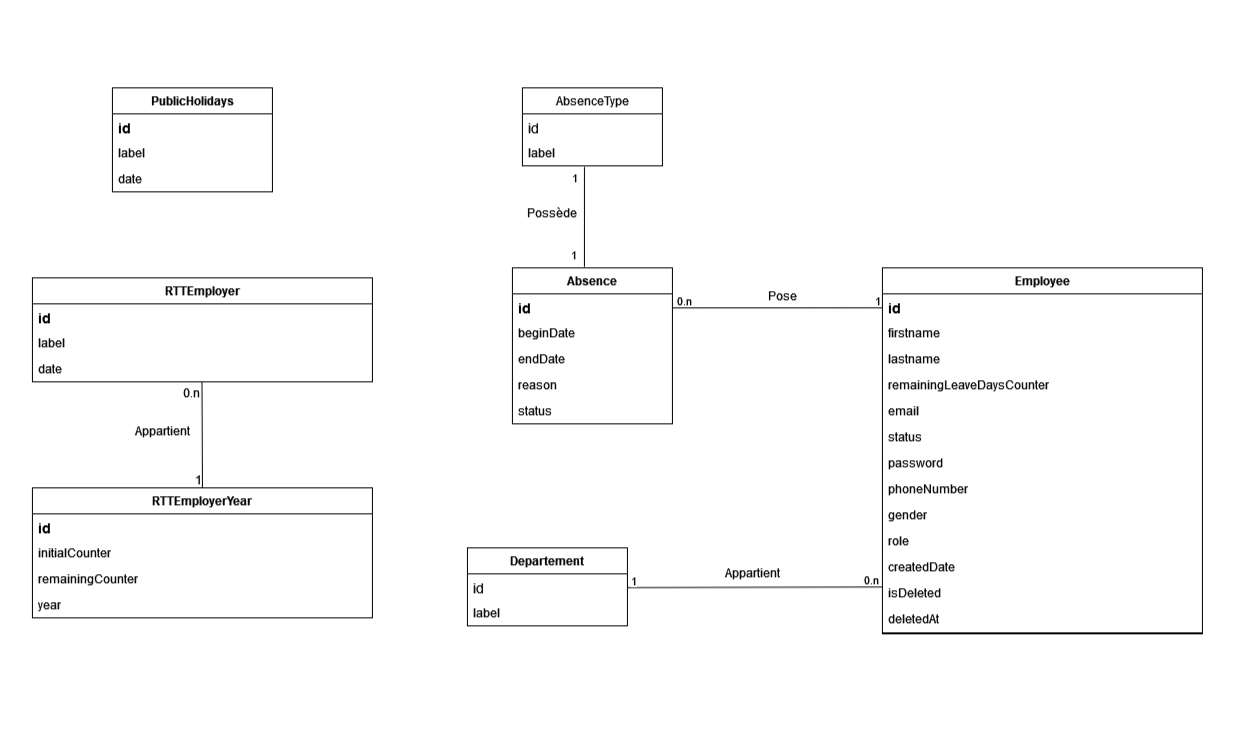 PublicHolidays
id
label
date
AbsenceType
id
label
1
Possède
1
RTTEmployer
id
label
date
0.n
Appartient
1
RTTEmployerYear
id
initialCounter
remainingCounter
year
Absence
id
beginDate
endDate
reason
status
0.n
Pose
1
Employee
id
firstname
lastname
remainingLeaveDaysCounter
email
status
password
phoneNumber
gender
role
createdDate
isDeleted
deletedAt
Departement
id
label
1
Appartient
0.n